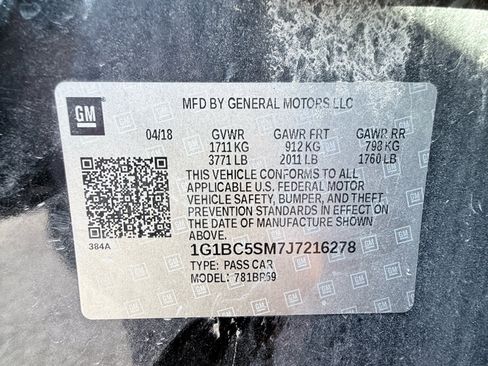 GM
MFD BY GENERAL MOTORS LLC
04/18 GVWR GAWR FRT GAWR RR
1711 KG 912 KG 798 KG
3771 LB 2011 LB 1760 LB
THIS VEHICLE CONFORMS TO ALL
APPLICABLE U.S. FEDERAL MOTOR
VEHICLE SAFETY, BUMPER, AND THEFT
PREVENTION STANDARDS IN EFFECT ON
THE DATE OF MANUFACTURE SHOWN
ABOVE.
384A
1G1BC5SM7J7216278
TYPE: PASS CAR
MODEL: 781BR69